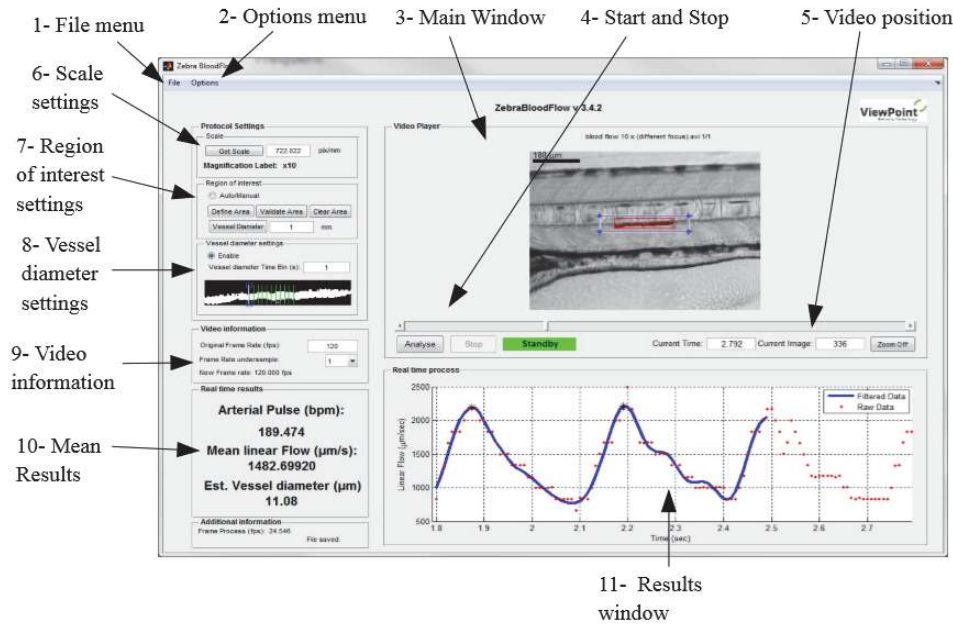 1- File menu
2- Options menu
3- Main Window
4- Start and Stop
5- Video position
6- Scale
settings
7- Region
of interest
settings
8- Vessel
diameter
settings
9- Video
information
10- Mean
Results
11- Results
window
Zebra BloodFlow
File Options
ZebraBloodFlow v 3.4.2
ViewPoint
Protocol Settings
Scale
Get Scale 722.622 pix/mm
Magnification Label: x10
Region of interest
Auto/Manual
Define Area Validate Area Clear Area
Vessel Diameter 1 mm
Vessel diameter settings
Enable
Vessel diameter Time Bin (s): 1
Video information
Original Frame Rate (fps): 120
Frame Rate undersample: 1
New Frame rate: 120.000 fps
Real time results
Arterial Pulse (bpm):
189.474
Mean linear Flow (µm/s):
1482.69920
Est. Vessel diameter (µm)
11.08
Additional information
Frame Process (fps): 24.546
File saved.
Video Player
blood flow 10 x (different focus).avi 1/1
188 µm
Analyse Stop Standby Current Time: 2.792 Current Image: 336 Zoom Off
Real time process
Filtered Data
Raw Data
Linear Flow (µm/sec)
2500
2000
1500
1000
500
1.8 1.9 2 2.1 2.2 2.3 2.4 2.5 2.6 2.7
Time (sec)